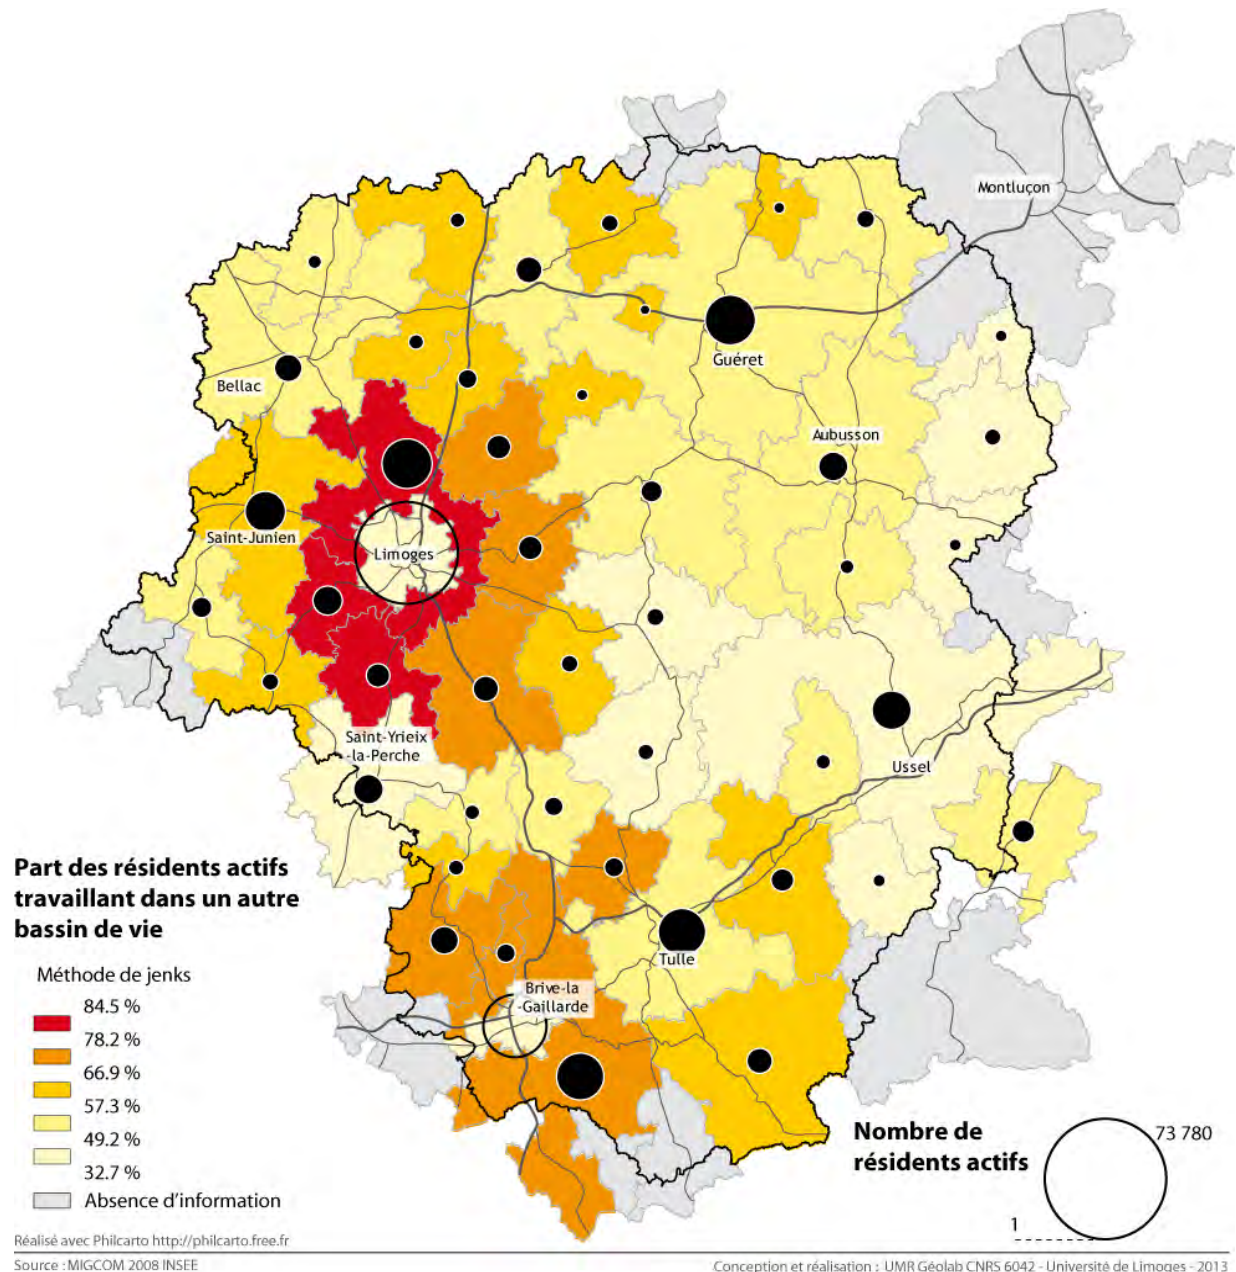 Montluçon
Guéret
Bellac
Aubusson
Saint-Junien
Limoges
Saint-Yrieix
-la-Perche
Ussel
Tulle
Brive-la
-Gaillarde
Part des résidents actifs
travaillant dans un autre
bassin de vie
Méthode de jenks
84.5 %
78.2 %
66.9 %
57.3 %
49.2 %
32.7 %
Absence d'information
Nombre de
résidents actifs
73 780
1
Réalisé avec Philcarto http://philcarto.free.fr
Source : MIGCOM 2008 INSEE
Conception et réalisation : UMR Géolab CNRS 6042 - Université de Limoges - 2013